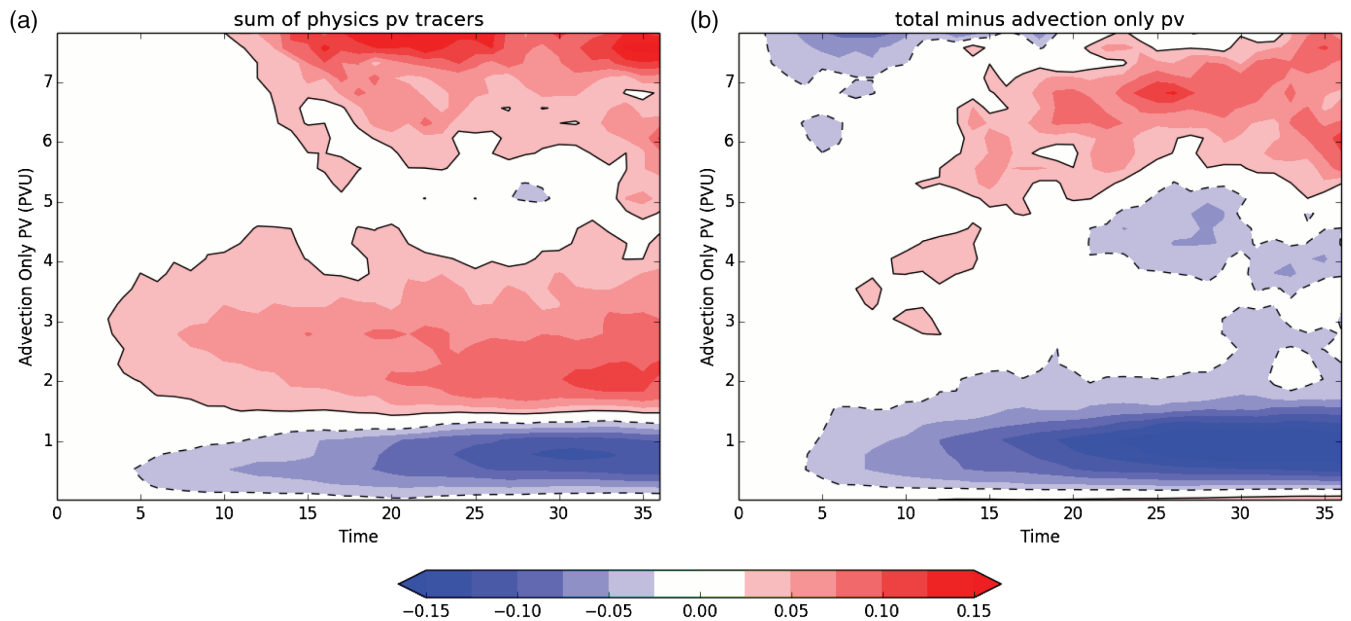 (a) sum of physics pv tracers
Advection Only PV (PVU)
7
6
5
4
3
2
1
0 5 10 15 20 25 30 35
Time
(b) total minus advection only pv
Advection Only PV (PVU)
7
6
5
4
3
2
1
0 5 10 15 20 25 30 35
Time
−0.15 −0.10 −0.05 0.00 0.05 0.10 0.15